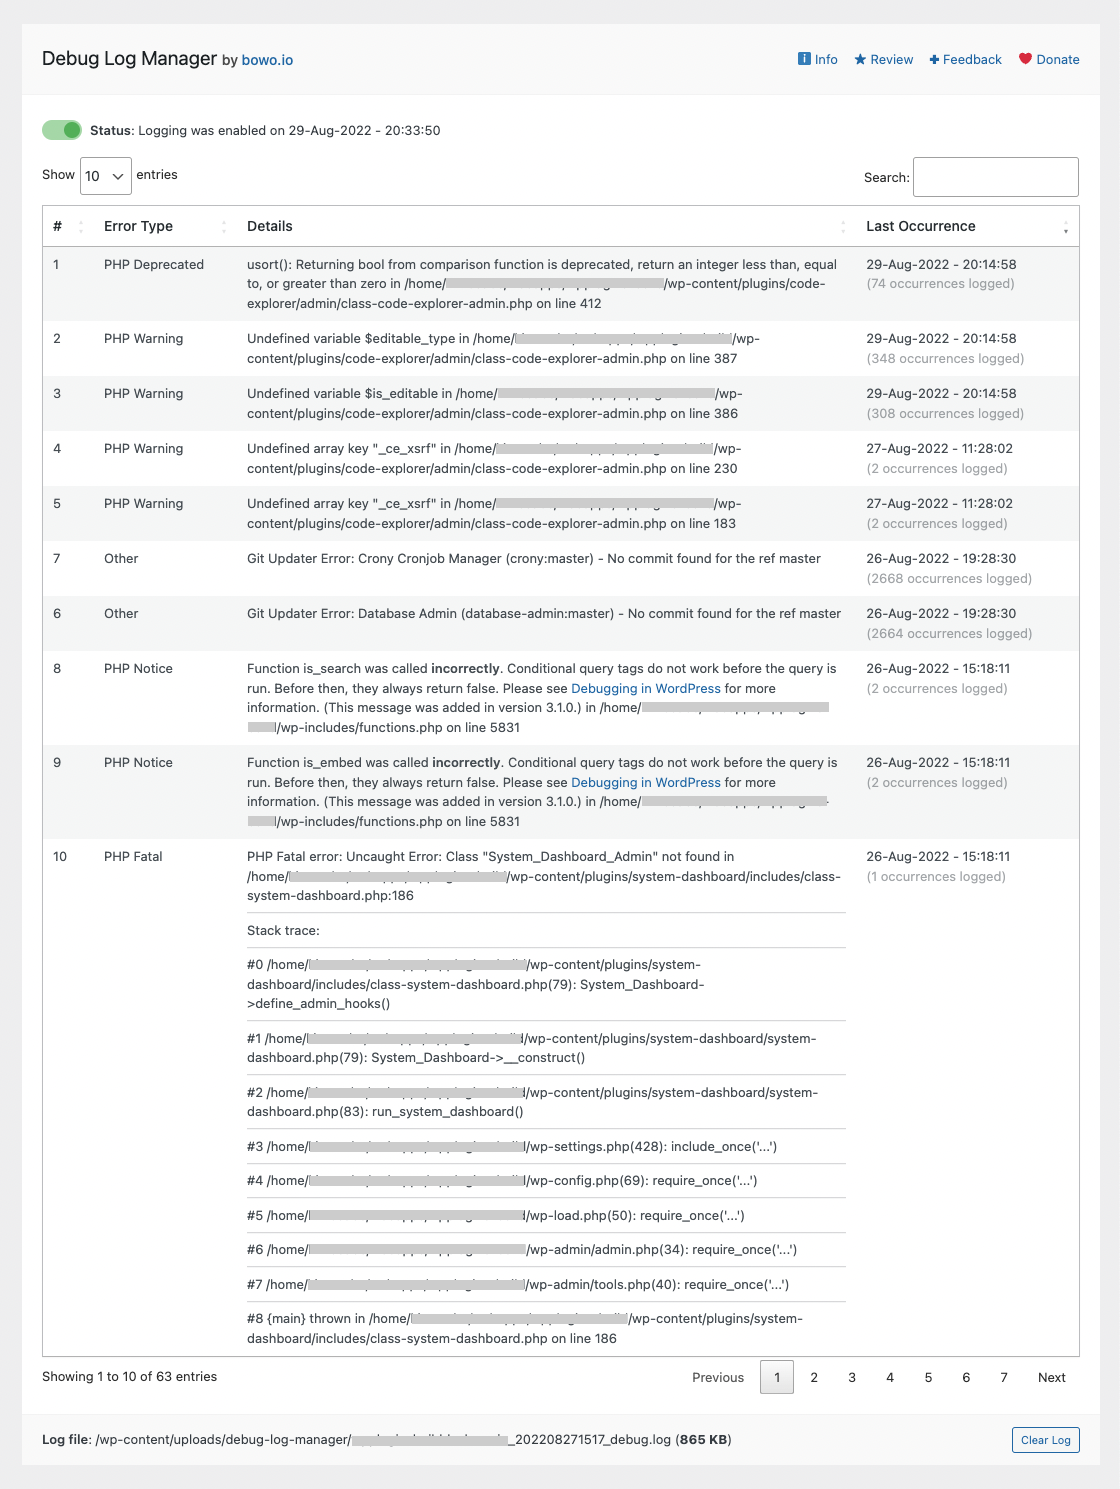 Debug Log Manager by bowo.io
Info
Review
Feedback
Donate
Status: Logging was enabled on 29-Aug-2022 - 20:33:50
Show 10 entries
Search:
# Error Type Details Last Occurrence
1 PHP Deprecated usort(): Returning bool from comparison function is deprecated, return an integer less than, equal 29-Aug-2022 - 20:14:58
to, or greater than zero in /home/ /wp-content/plugins/code- (74 occurrences logged)
explorer/admin/class-code-explorer-admin.php on line 412
2 PHP Warning Undefined variable $editable_type in /home/ /wp- 29-Aug-2022 - 20:14:58
content/plugins/code-explorer/admin/class-code-explorer-admin.php on line 387 (348 occurrences logged)
3 PHP Warning Undefined variable $is_editable in /home/ /wp- 29-Aug-2022 - 20:14:58
content/plugins/code-explorer/admin/class-code-explorer-admin.php on line 386 (308 occurrences logged)
4 PHP Warning Undefined array key "_ce_xsrf" in /home/ /wp- 27-Aug-2022 - 11:28:02
content/plugins/code-explorer/admin/class-code-explorer-admin.php on line 230 (2 occurrences logged)
5 PHP Warning Undefined array key "_ce_xsrf" in /home/ /wp- 27-Aug-2022 - 11:28:02
content/plugins/code-explorer/admin/class-code-explorer-admin.php on line 183 (2 occurrences logged)
7 Other Git Updater Error: Crony Cronjob Manager (crony:master) - No commit found for the ref master 26-Aug-2022 - 19:28:30
(2668 occurrences logged)
6 Other Git Updater Error: Database Admin (database-admin:master) - No commit found for the ref master 26-Aug-2022 - 19:28:30
(2664 occurrences logged)
8 PHP Notice Function is_search was called incorrectly. Conditional query tags do not work before the query is 26-Aug-2022 - 15:18:11
run. Before then, they always return false. Please see Debugging in WordPress for more (2 occurrences logged)
information. (This message was added in version 3.1.0.) in /home/
/wp-includes/functions.php on line 5831
9 PHP Notice Function is_embed was called incorrectly. Conditional query tags do not work before the query is 26-Aug-2022 - 15:18:11
run. Before then, they always return false. Please see Debugging in WordPress for more (2 occurrences logged)
information. (This message was added in version 3.1.0.) in /home/
/wp-includes/functions.php on line 5831
10 PHP Fatal PHP Fatal error: Uncaught Error: Class "System_Dashboard_Admin" not found in 26-Aug-2022 - 15:18:11
/home/ /wp-content/plugins/system-dashboard/includes/class- (1 occurrences logged)
system-dashboard.php:186
Stack trace:
#0 /home/ /wp-content/plugins/system-
dashboard/includes/class-system-dashboard.php(79): System_Dashboard-
>define_admin_hooks()
#1 /home/ /wp-content/plugins/system-dashboard/system-
dashboard.php(79): System_Dashboard->__construct()
#2 /home/ /wp-content/plugins/system-dashboard/system-
dashboard.php(83): run_system_dashboard()
#3 /home/ /wp-settings.php(428): include_once('...')
#4 /home/ /wp-config.php(69): require_once('...')
#5 /home/ /wp-load.php(50): require_once('...')
#6 /home/ /wp-admin/admin.php(34): require_once('...')
#7 /home/ /wp-admin/tools.php(40): require_once('...')
#8 {main} thrown in /home/ /wp-content/plugins/system-
dashboard/includes/class-system-dashboard.php on line 186
Showing 1 to 10 of 63 entries
Previous 1 2 3 4 5 6 7 Next
Log file: /wp-content/uploads/debug-log-manager/ _202208271517_debug.log (865 KB)
Clear Log